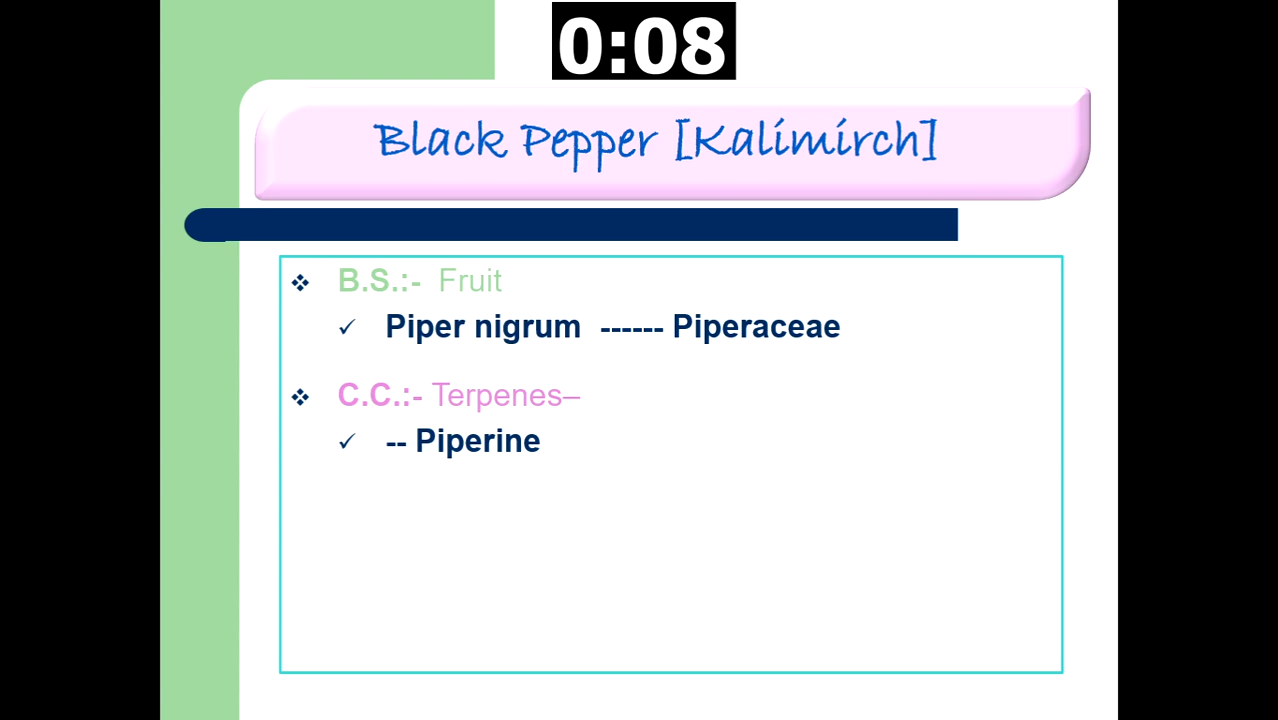 0:08
Black Pepper [Kalimirch]
❖ B.S.:- Fruit
✓ Piper nigrum ------ Piperaceae
❖ C.C.:- Terpenes–
✓ -- Piperine